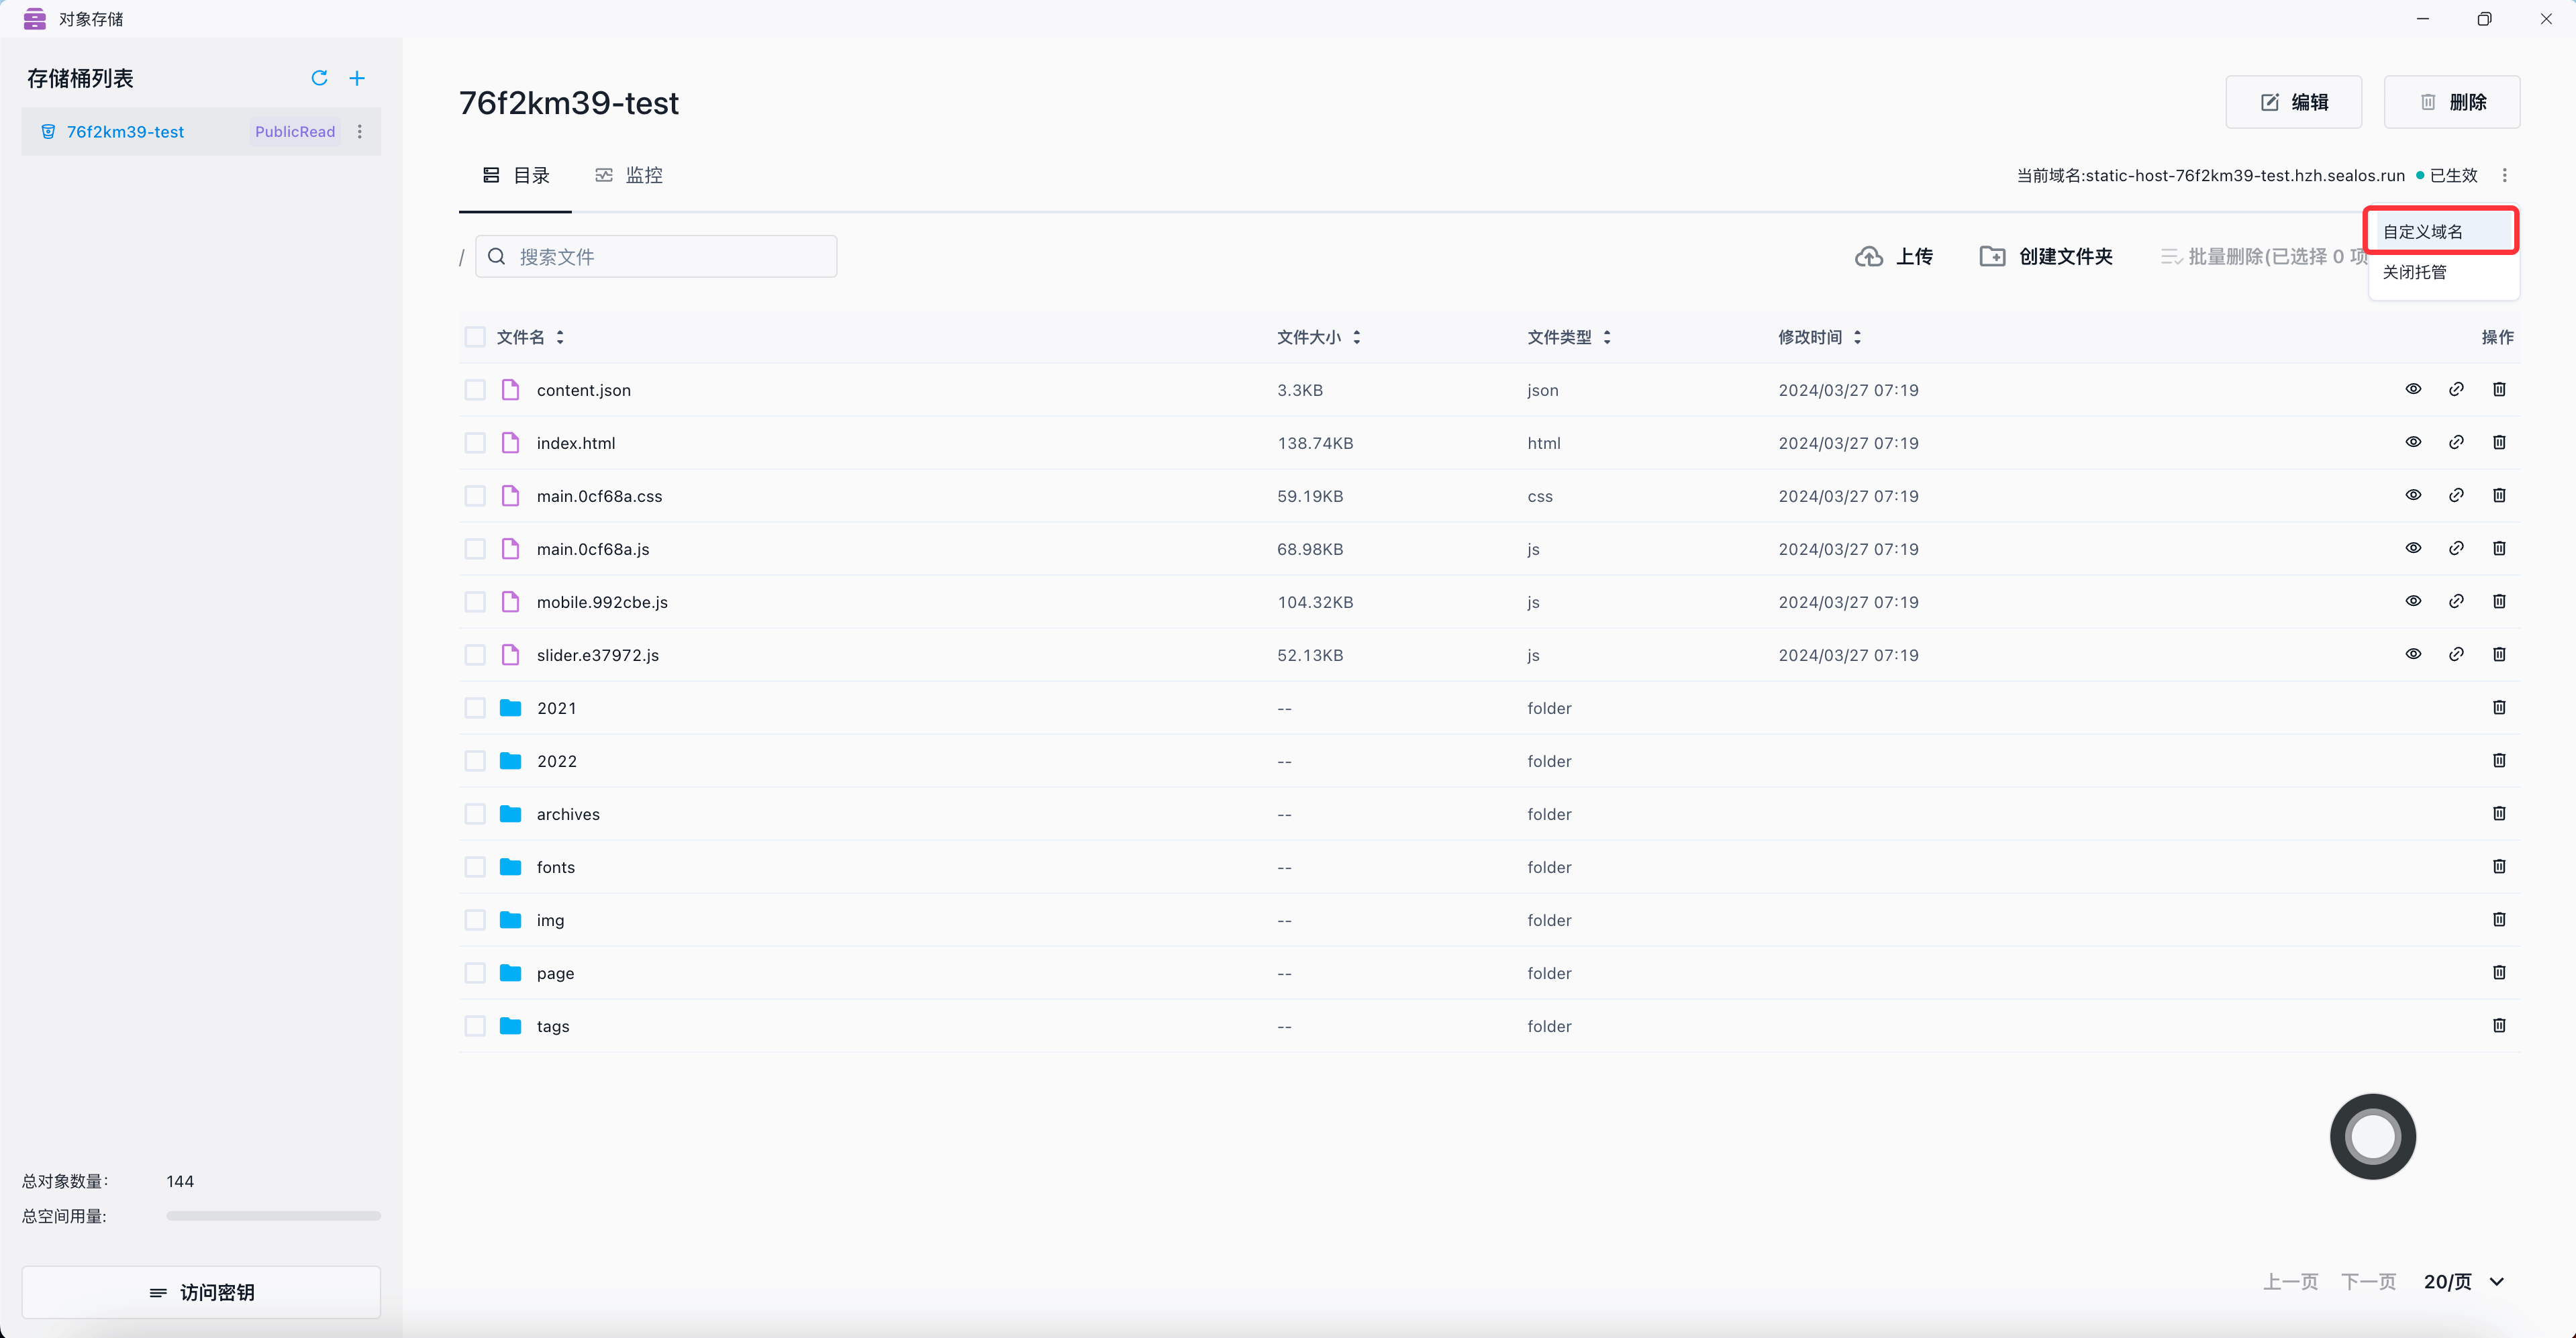 对象存储
存储桶列表
76f2km39-test PublicRead
总对象数量: 144
总空间用量:
访问密钥
76f2km39-test
编辑 删除
目录 监控
当前域名:static-host-76f2km39-test.hzh.sealos.run 已生效
自定义域名
关闭托管
/ 搜索文件
上传 创建文件夹 批量删除(已选择 0 项
文件名 文件大小 文件类型 修改时间 操作
content.json 3.3KB json 2024/03/27 07:19
index.html 138.74KB html 2024/03/27 07:19
main.0cf68a.css 59.19KB css 2024/03/27 07:19
main.0cf68a.js 68.98KB js 2024/03/27 07:19
mobile.992cbe.js 104.32KB js 2024/03/27 07:19
slider.e37972.js 52.13KB js 2024/03/27 07:19
2021 -- folder
2022 -- folder
archives -- folder
fonts -- folder
img -- folder
page -- folder
tags -- folder
上一页 下一页 20/页